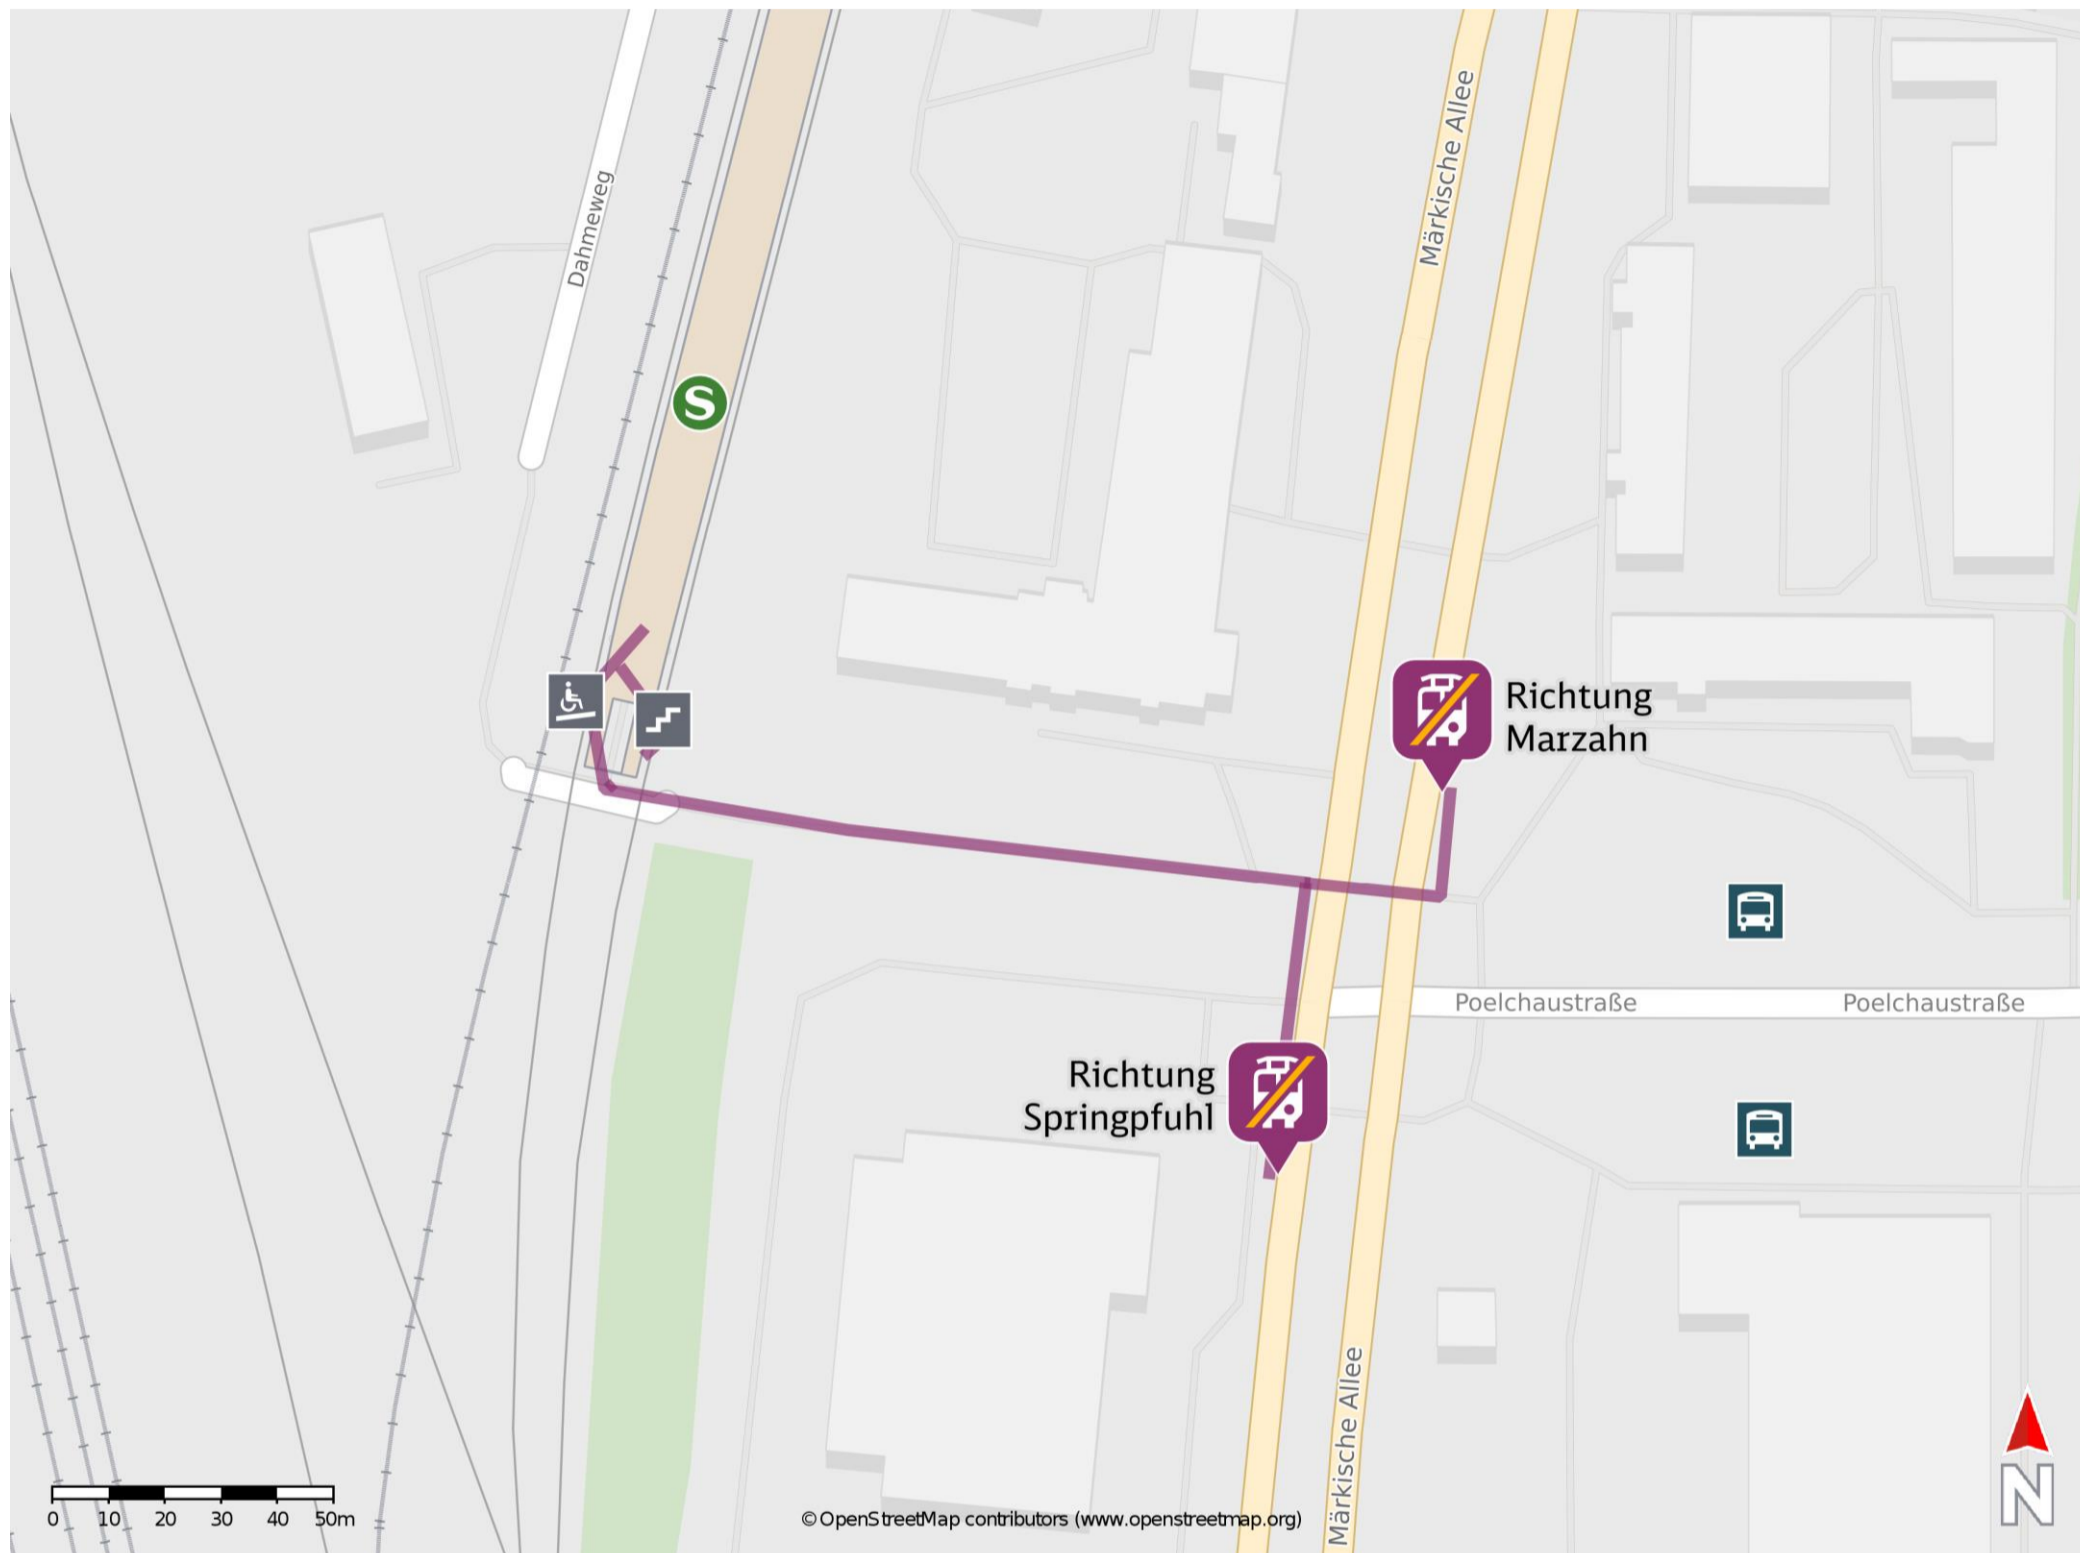 Märkische Allee
Dahmeweg
S
Richtung
Marzahn
Poelchaustraße
Poelchaustraße
Richtung
Springpfuhl
Märkische Allee
N
0 10 20 30 40 50m
©OpenStreetMap contributors (www.openstreetmap.org)